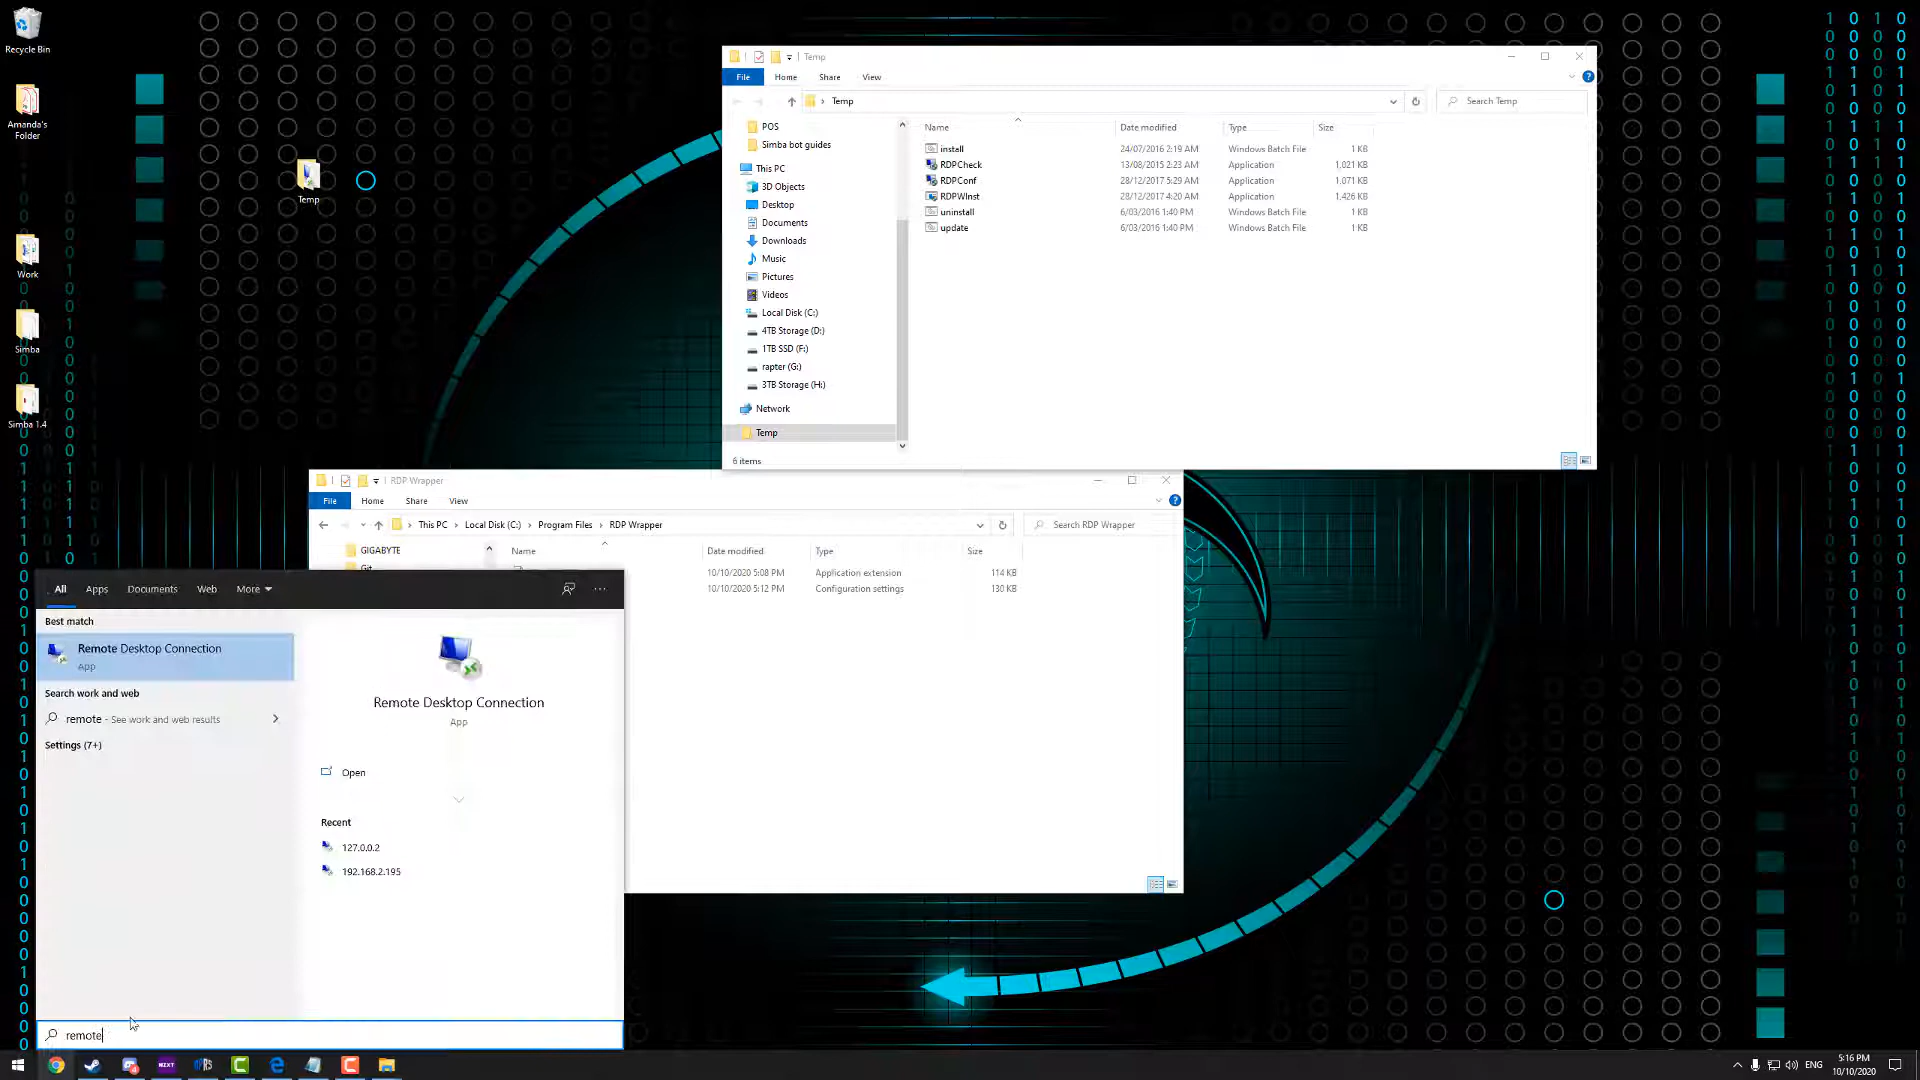 Recycle Bin
Amanda's
Folder
Work
Simba
Simba 1.4
Temp
Temp
File
Home
Share
View
Temp
Search Temp
POS
Simba bot guides
This PC
3D Objects
Desktop
Documents
Downloads
Music
Pictures
Videos
Local Disk (C:)
4TB Storage (D:)
1TB SSD (F:)
rapter (G:)
3TB Storage (H:)
Network
Temp
Name Date modified Type Size
install 24/07/2016 2:19 AM Windows Batch File 1 KB
RDPCheck 13/08/2015 2:23 AM Application 1,021 KB
RDPConf 28/12/2017 5:29 AM Application 1,071 KB
RDPWInst 28/12/2017 4:20 AM Application 1,426 KB
uninstall 6/03/2016 1:40 PM Windows Batch File 1 KB
update 6/03/2016 1:40 PM Windows Batch File 1 KB
6 items
RDP Wrapper
File Home Share View
This PC › Local Disk (C:) › Program Files › RDP Wrapper
Search RDP Wrapper
GIGABYTE
Git
Name Date modified Type Size
10/10/2020 5:08 PM Application extension 114 KB
10/10/2020 5:12 PM Configuration settings 130 KB
All Apps Documents Web More
Best match
Remote Desktop Connection
App
Search work and web
remote - See work and web results
Settings (7+)
Remote Desktop Connection
App
Open
Recent
127.0.0.2
192.168.2.195
remote
NZXT
RS
ENG
5:16 PM
10/10/2020